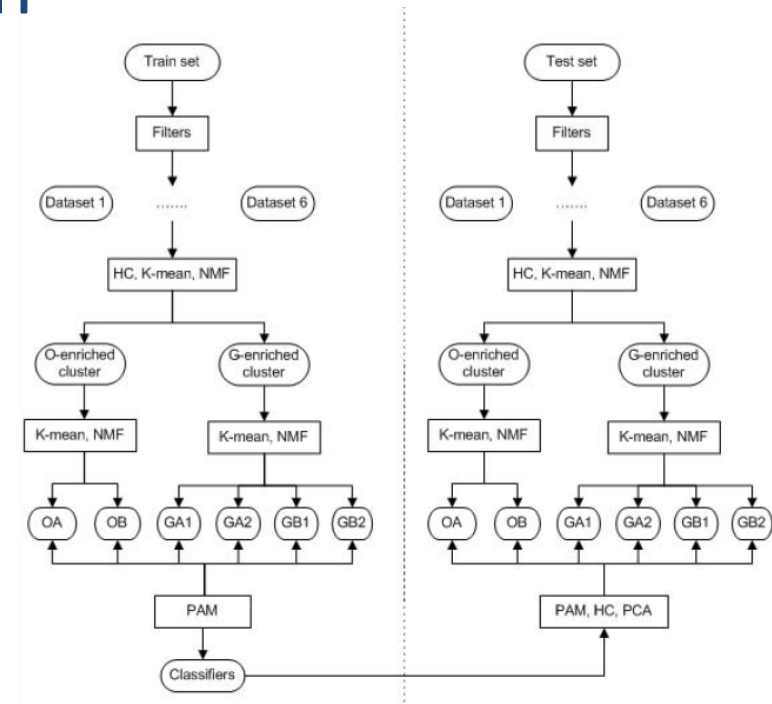 Train set
Filters
Dataset 1
.......
Dataset 6
HC, K-mean, NMF
O-enriched
cluster
G-enriched
cluster
K-mean, NMF
K-mean, NMF
OA
OB
GA1
GA2
GB1
GB2
PAM
Classifiers
Test set
Filters
Dataset 1
.......
Dataset 6
HC, K-mean, NMF
O-enriched
cluster
G-enriched
cluster
K-mean, NMF
K-mean, NMF
OA
OB
GA1
GA2
GB1
GB2
PAM, HC, PCA